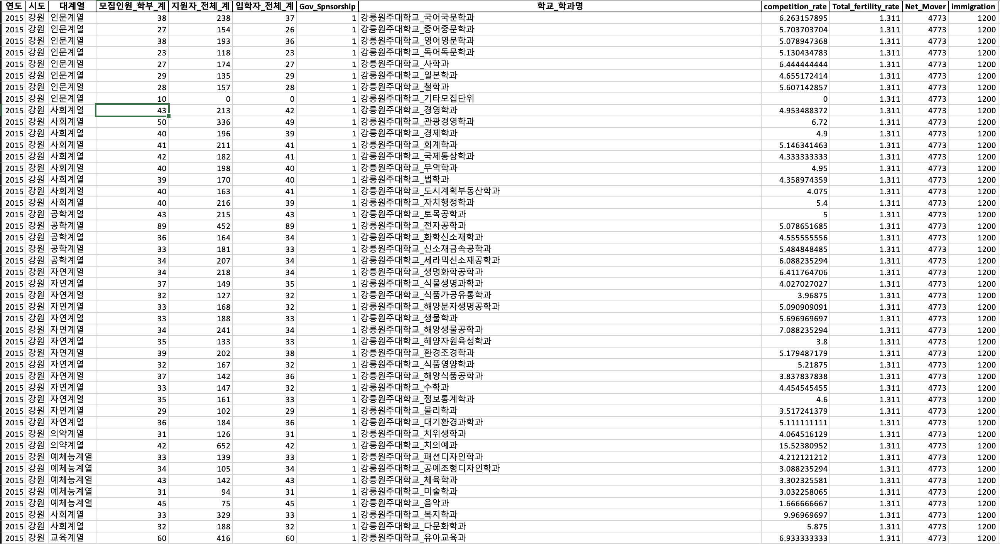 연도 시도 대계열 모집인원_학부_계 지원자_전체_계 입학자_전체_계 Gov_Spnsorship 학교_학과명 competition_rate Total_fertility_rate Net_Mover immigration
2015 강원 인문계열 38 238 37 1 강릉원주대학교_국어국문학과 6.263157895 1.311 4773 1200
2015 강원 인문계열 27 154 26 1 강릉원주대학교_중어중문학과 5.703703704 1.311 4773 1200
2015 강원 인문계열 38 193 36 1 강릉원주대학교_영어영문학과 5.078947368 1.311 4773 1200
2015 강원 인문계열 23 118 23 1 강릉원주대학교_독어독문학과 5.130434783 1.311 4773 1200
2015 강원 인문계열 27 174 27 1 강릉원주대학교_사학과 6.444444444 1.311 4773 1200
2015 강원 인문계열 29 135 29 1 강릉원주대학교_일본학과 4.655172414 1.311 4773 1200
2015 강원 인문계열 28 157 28 1 강릉원주대학교_철학과 5.607142857 1.311 4773 1200
2015 강원 인문계열 10 0 0 1 강릉원주대학교_기타모집단위 0 1.311 4773 1200
2015 강원 사회계열 43 213 42 1 강릉원주대학교_경영학과 4.953488372 1.311 4773 1200
2015 강원 사회계열 50 336 49 1 강릉원주대학교_관광경영학과 6.72 1.311 4773 1200
2015 강원 사회계열 40 196 39 1 강릉원주대학교_경제학과 4.9 1.311 4773 1200
2015 강원 사회계열 41 211 41 1 강릉원주대학교_회계학과 5.146341463 1.311 4773 1200
2015 강원 사회계열 42 182 41 1 강릉원주대학교_국제통상학과 4.333333333 1.311 4773 1200
2015 강원 사회계열 40 198 40 1 강릉원주대학교_무역학과 4.95 1.311 4773 1200
2015 강원 사회계열 39 170 40 1 강릉원주대학교_법학과 4.358974359 1.311 4773 1200
2015 강원 사회계열 40 163 41 1 강릉원주대학교_도시계획부동산학과 4.075 1.311 4773 1200
2015 강원 사회계열 40 216 39 1 강릉원주대학교_자치행정학과 5.4 1.311 4773 1200
2015 강원 공학계열 43 215 43 1 강릉원주대학교_토목공학과 5 1.311 4773 1200
2015 강원 공학계열 89 452 89 1 강릉원주대학교_전자공학과 5.078651685 1.311 4773 1200
2015 강원 공학계열 36 164 34 1 강릉원주대학교_화학신소재학과 4.555555556 1.311 4773 1200
2015 강원 공학계열 33 181 33 1 강릉원주대학교_신소재금속공학과 5.484848485 1.311 4773 1200
2015 강원 공학계열 34 207 34 1 강릉원주대학교_세라믹신소재공학과 6.088235294 1.311 4773 1200
2015 강원 자연계열 34 218 34 1 강릉원주대학교_생명화학공학과 6.411764706 1.311 4773 1200
2015 강원 자연계열 37 149 35 1 강릉원주대학교_식물생명과학과 4.027027027 1.311 4773 1200
2015 강원 자연계열 32 127 32 1 강릉원주대학교_식품가공유통학과 3.96875 1.311 4773 1200
2015 강원 자연계열 33 168 32 1 강릉원주대학교_해양분자생명공학과 5.090909091 1.311 4773 1200
2015 강원 자연계열 33 188 33 1 강릉원주대학교_생물학과 5.696969697 1.311 4773 1200
2015 강원 자연계열 34 241 34 1 강릉원주대학교_해양생물공학과 7.088235294 1.311 4773 1200
2015 강원 자연계열 35 133 33 1 강릉원주대학교_해양자원육성학과 3.8 1.311 4773 1200
2015 강원 자연계열 39 202 38 1 강릉원주대학교_환경조경학과 5.179487179 1.311 4773 1200
2015 강원 자연계열 32 167 32 1 강릉원주대학교_식품영양학과 5.21875 1.311 4773 1200
2015 강원 자연계열 37 142 36 1 강릉원주대학교_해양식품공학과 3.837837838 1.311 4773 1200
2015 강원 자연계열 33 147 32 1 강릉원주대학교_수학과 4.454545455 1.311 4773 1200
2015 강원 자연계열 35 161 33 1 강릉원주대학교_정보통계학과 4.6 1.311 4773 1200
2015 강원 자연계열 29 102 29 1 강릉원주대학교_물리학과 3.517241379 1.311 4773 1200
2015 강원 자연계열 36 184 36 1 강릉원주대학교_대기환경과학과 5.111111111 1.311 4773 1200
2015 강원 의약계열 31 126 31 1 강릉원주대학교_치위생학과 4.064516129 1.311 4773 1200
2015 강원 의약계열 42 652 42 1 강릉원주대학교_치의예과 15.52380952 1.311 4773 1200
2015 강원 예체능계열 33 139 33 1 강릉원주대학교_패션디자인학과 4.212121212 1.311 4773 1200
2015 강원 예체능계열 34 105 34 1 강릉원주대학교_공예조형디자인학과 3.088235294 1.311 4773 1200
2015 강원 예체능계열 43 142 43 1 강릉원주대학교_체육학과 3.302325581 1.311 4773 1200
2015 강원 예체능계열 31 94 31 1 강릉원주대학교_미술학과 3.032258065 1.311 4773 1200
2015 강원 예체능계열 45 75 45 1 강릉원주대학교_음악과 1.666666667 1.311 4773 1200
2015 강원 사회계열 33 329 33 1 강릉원주대학교_복지학과 9.96969697 1.311 4773 1200
2015 강원 사회계열 32 188 32 1 강릉원주대학교_다문화학과 5.875 1.311 4773 1200
2015 강원 교육계열 60 416 60 1 강릉원주대학교_유아교육과 6.933333333 1.311 4773 1200